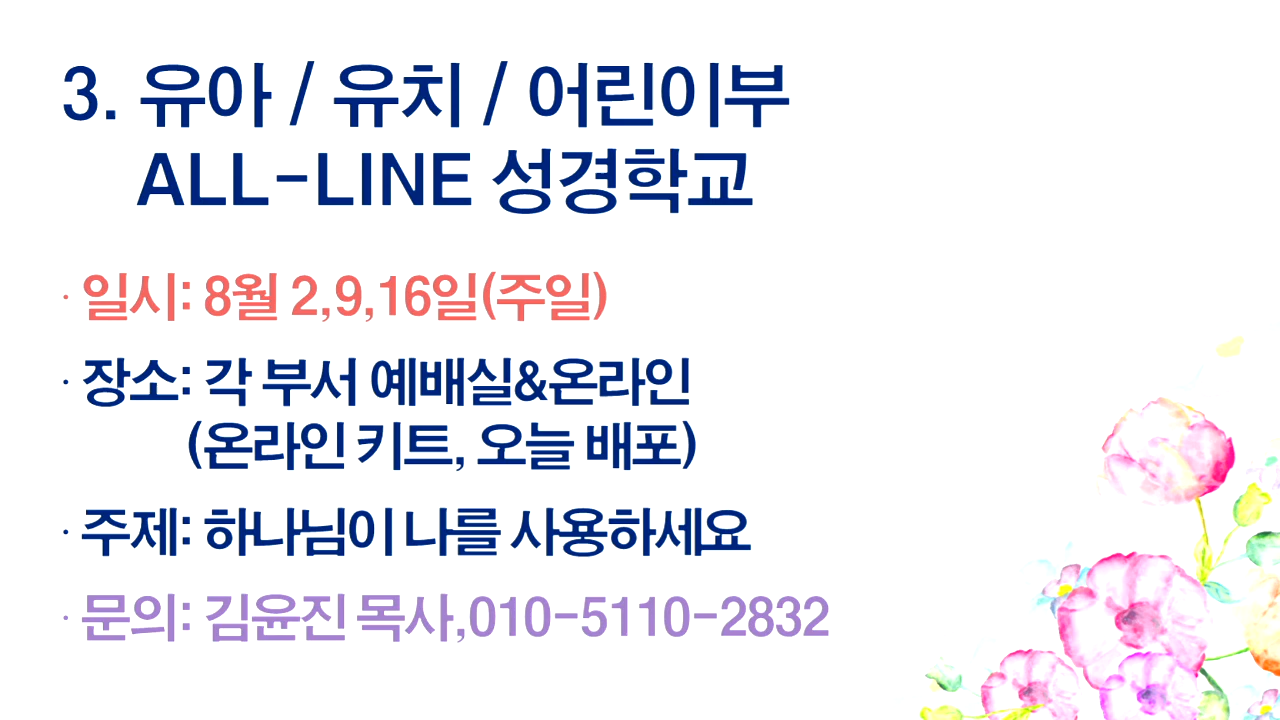 3. 유아 / 유치 / 어린이부
ALL-LINE 성경학교
· 일시: 8월 2,9,16일(주일)
· 장소: 각 부서 예배실&온라인
(온라인 키트, 오늘 배포)
· 주제: 하나님이 나를 사용하세요
· 문의: 김윤진 목사,010-5110-2832